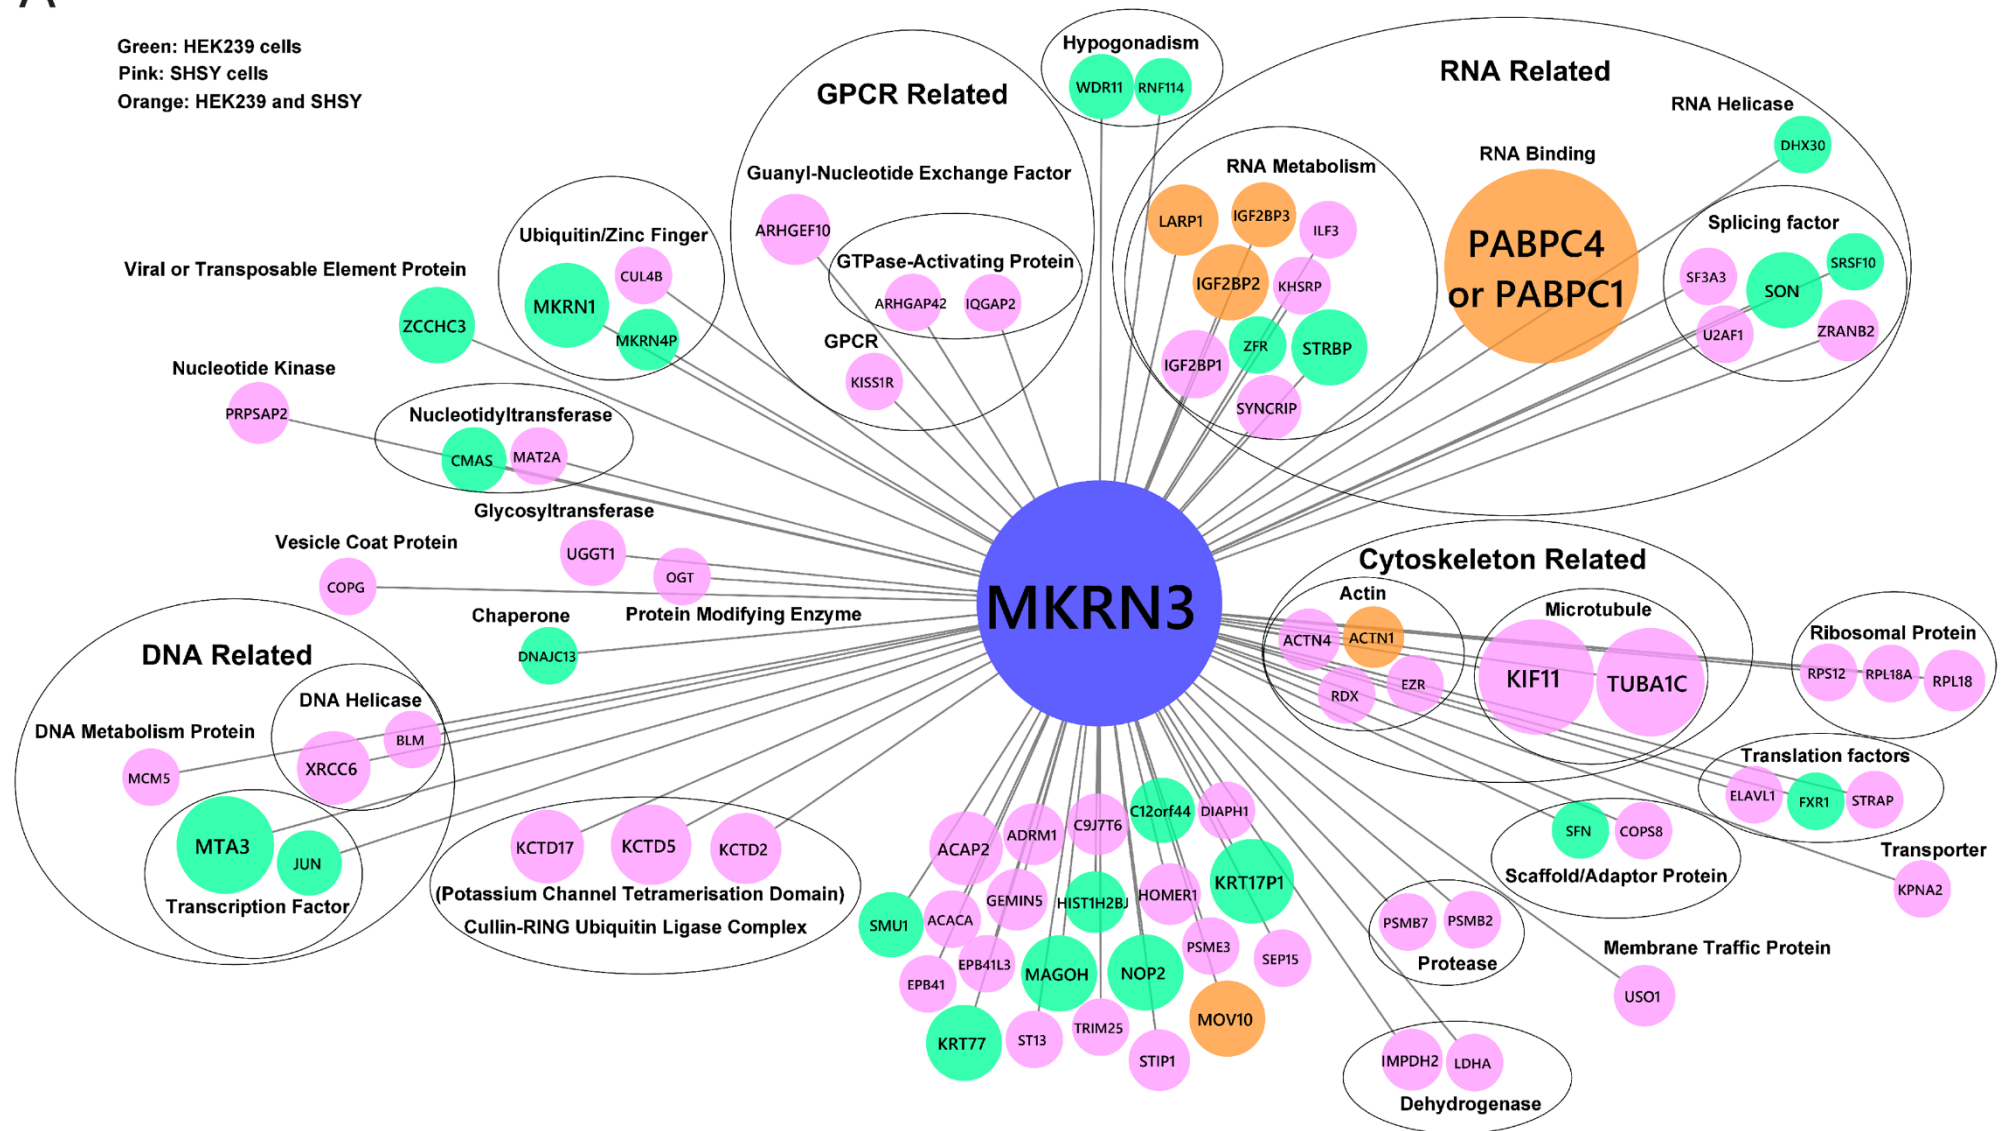 A
Green: HEK239 cells
Pink: SHSY cells
Orange: HEK239 and SHSY
Hypogonadism
WDR11
RNF114
GPCR Related
Guanyl-Nucleotide Exchange Factor
ARHGEF10
GTPase-Activating Protein
ARHGAP42
IQGAP2
GPCR
KISS1R
RNA Related
RNA Helicase
DHX30
RNA Binding
PABPC4
or PABPC1
RNA Metabolism
LARP1
IGF2BP3
ILF3
IGF2BP2
KHSRP
ZFR
STRBP
IGF2BP1
SYNCRIP
Splicing factor
SF3A3
SON
SRSF10
U2AF1
ZRANB2
Ubiquitin/Zinc Finger
CUL4B
MKRN1
MKRN4P
Viral or Transposable Element Protein
ZCCHC3
Nucleotide Kinase
PRPSAP2
Nucleotidyltransferase
CMAS
MAT2A
Glycosyltransferase
UGGT1
OGT
Protein Modifying Enzyme
Vesicle Coat Protein
COPG
Chaperone
DNAJC13
MKRN3
Cytoskeleton Related
Actin
ACTN4
ACTN1
RDX
EZR
Microtubule
KIF11
TUBA1C
Ribosomal Protein
RPS12
RPL18A
RPL18
DNA Related
DNA Helicase
BLM
XRCC6
DNA Metabolism Protein
MCM5
MTA3
JUN
Transcription Factor
KCTD17
KCTD5
KCTD2
(Potassium Channel Tetramerisation Domain)
Cullin-RING Ubiquitin Ligase Complex
ACAP2
ADRM1
C9J7T6
C12orf44
DIAPH1
SMU1
ACACA
GEMIN5
HIST1H2BJ
HOMER1
KRT17P1
EPB41
EPB41L3
MAGOH
NOP2
PSME3
SEP15
KRT77
ST13
TRIM25
STIP1
MOV10
Translation factors
ELAVL1
FXR1
STRAP
SFN
COPS8
Scaffold/Adaptor Protein
Transporter
KPNA2
PSMB7
PSMB2
Protease
Membrane Traffic Protein
USO1
IMPDH2
LDHA
Dehydrogenase